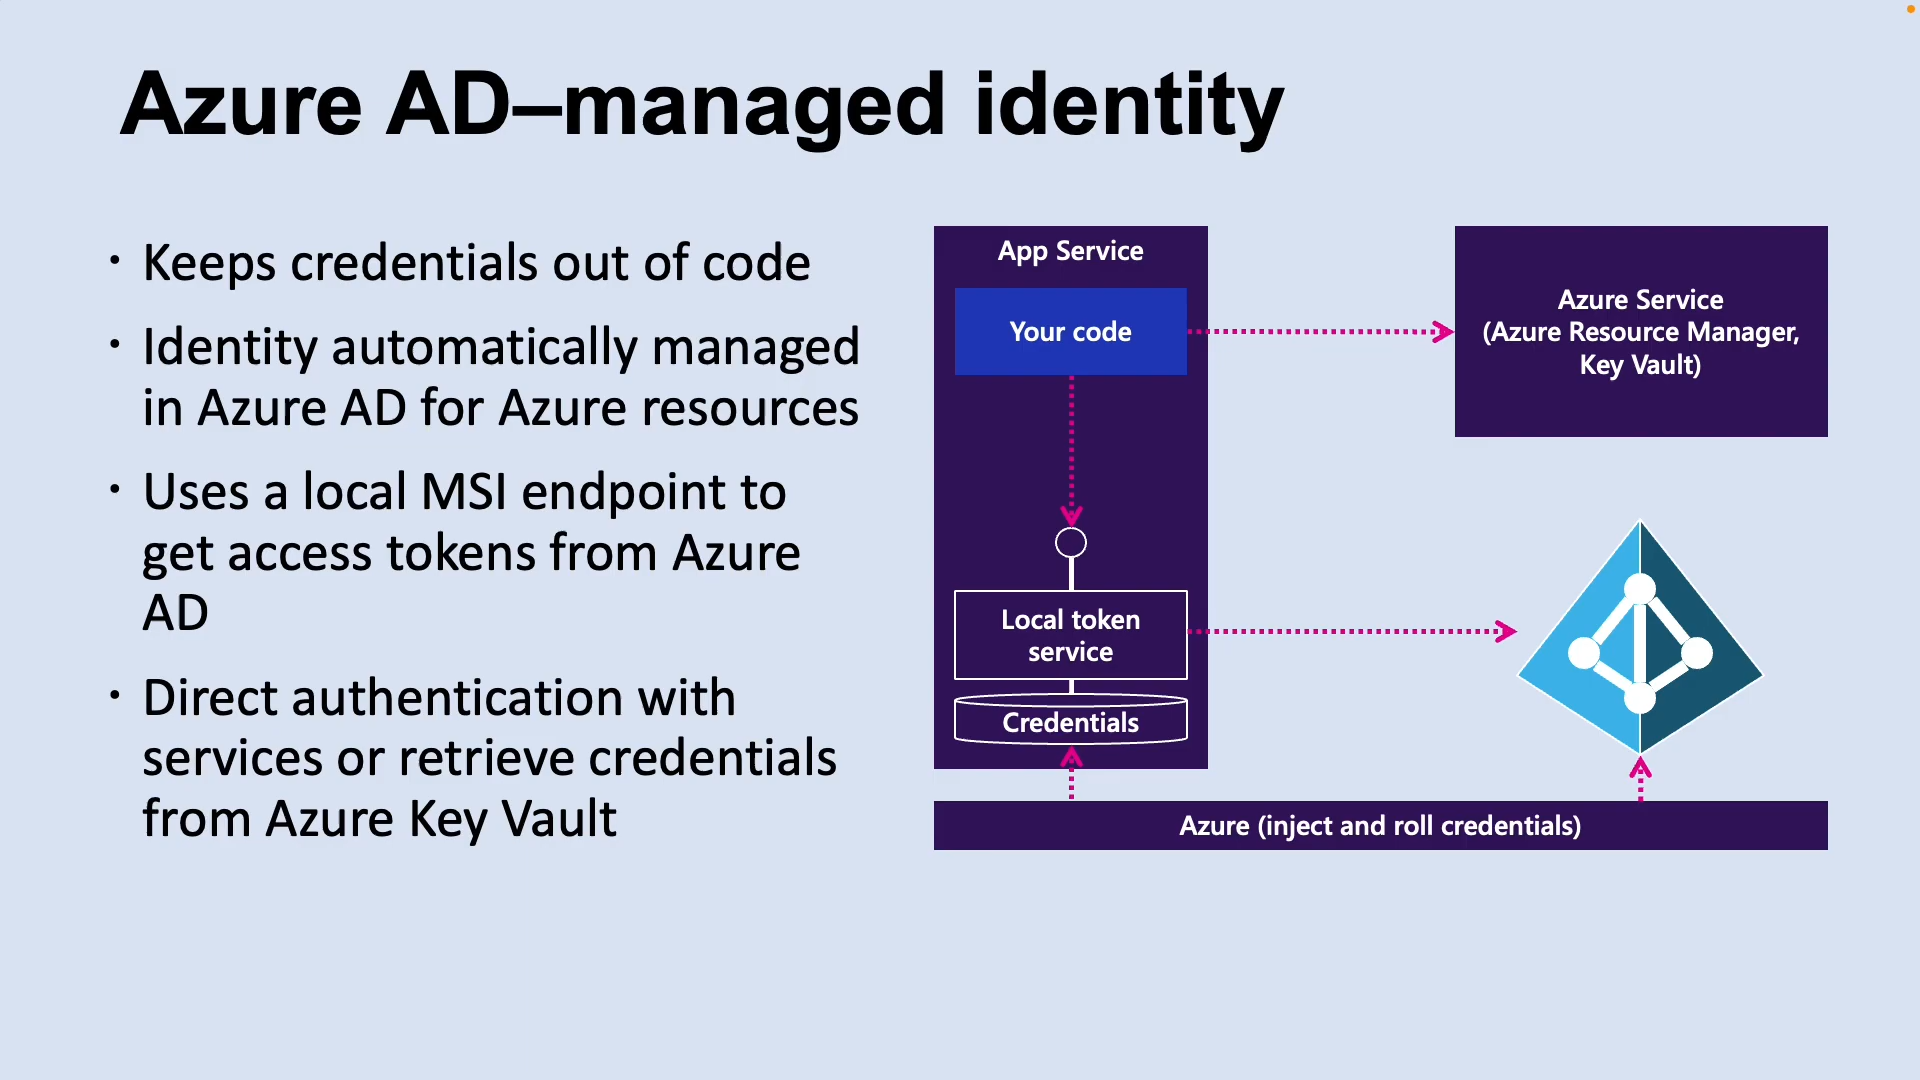 Azure AD–managed identity
· Keeps credentials out of code
· Identity automatically managed
in Azure AD for Azure resources
· Uses a local MSI endpoint to
get access tokens from Azure
AD
· Direct authentication with
services or retrieve credentials
from Azure Key Vault
App Service
Your code
Azure Service
(Azure Resource Manager,
Key Vault)
Local token
service
Credentials
Azure (inject and roll credentials)